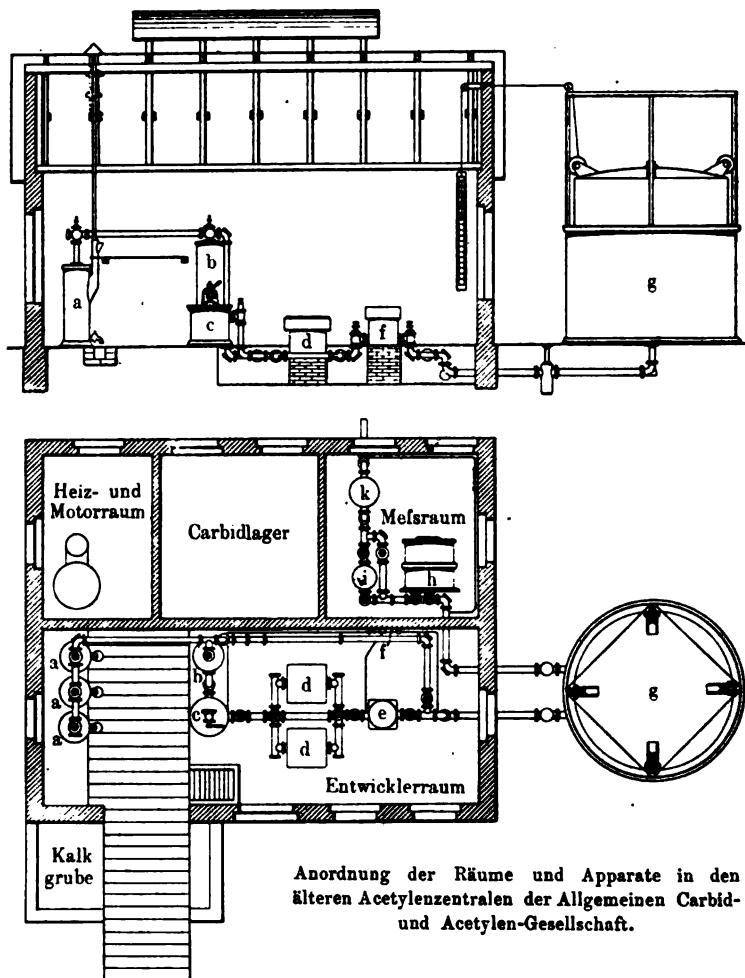 a
b
c
d
f
g
Heiz- und
Motorraum
Carbidlager
k
Meſsraum
i
h
a
b
f
a
d
g
a
c
e
d
Entwicklerraum
Kalk
grube
Anordnung der Räume und Apparate in den
älteren Acetylenzentralen der Allgemeinen Carbid-
und Acetylen-Gesellschaft.